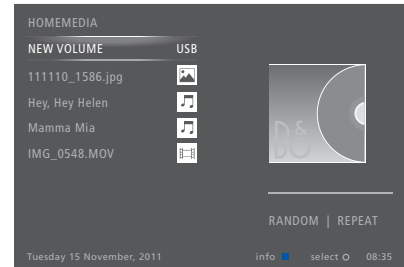 HOMEMEDIA
NEW VOLUME USB
111110_1586.jpg
Hey, Hey Helen
Mamma Mia
IMG_0548.MOV
B&
RANDOM | REPEAT
Tuesday 15 November, 2011 info select 08:35